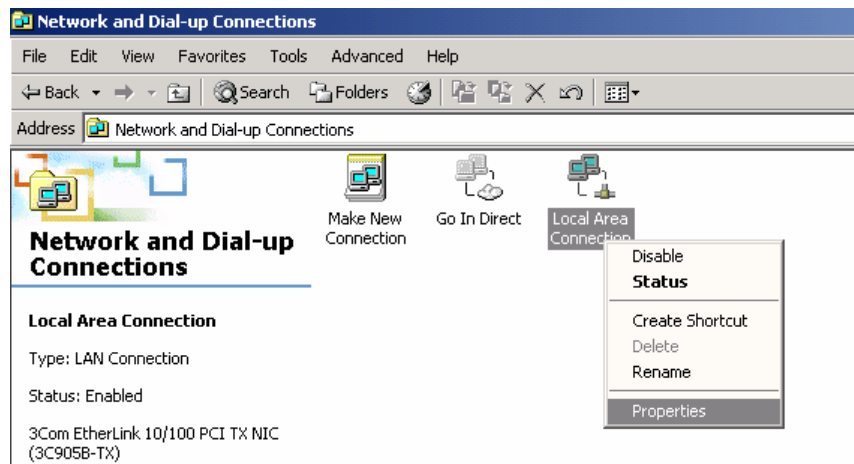 Network and Dial-up Connections
File Edit View Favorites Tools Advanced Help
Back Search Folders
Address Network and Dial-up Connections
Make New
Connection
Go In Direct
Local Area
Connection
Network and Dial-up
Connections
Local Area Connection
Type: LAN Connection
Status: Enabled
3Com EtherLink 10/100 PCI TX NIC
(3C905B-TX)
Disable
Status
Create Shortcut
Delete
Rename
Properties